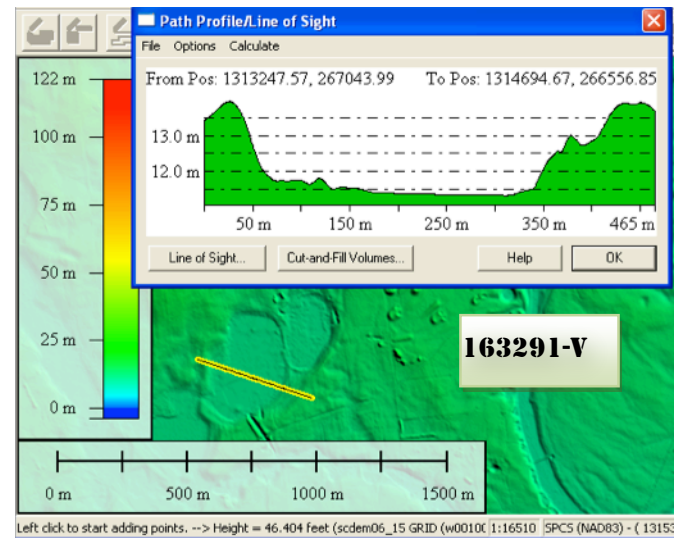 Path Profile/Line of Sight
File Options Calculate
From Pos: 1313247.57, 267043.99 To Pos: 1314694.67, 266556.85
13.0 m
12.0 m
50 m 150 m 250 m 350 m 465 m
Line of Sight... Cut-and-Fill Volumes... Help OK
122 m
100 m
75 m
50 m
25 m
0 m
163291-V
0 m 500 m 1000 m 1500 m
Left click to start adding points. --> Height = 46.404 feet (scdem06_15 GRID (w0010( 1:16510 SPCS (NAD83) - ( 13153